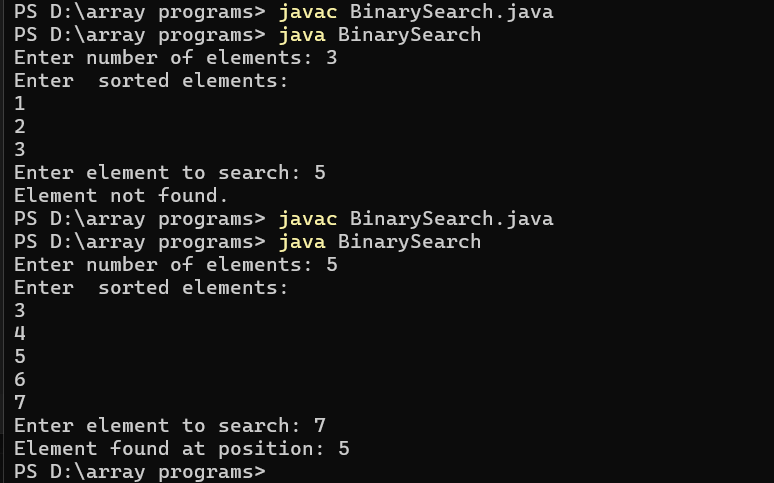 PS D:\array programs> javac BinarySearch.java
PS D:\array programs> java BinarySearch
Enter number of elements: 3
Enter  sorted elements:
1
2
3
Enter element to search: 5
Element not found.
PS D:\array programs> javac BinarySearch.java
PS D:\array programs> java BinarySearch
Enter number of elements: 5
Enter  sorted elements:
3
4
5
6
7
Enter element to search: 7
Element found at position: 5
PS D:\array programs>